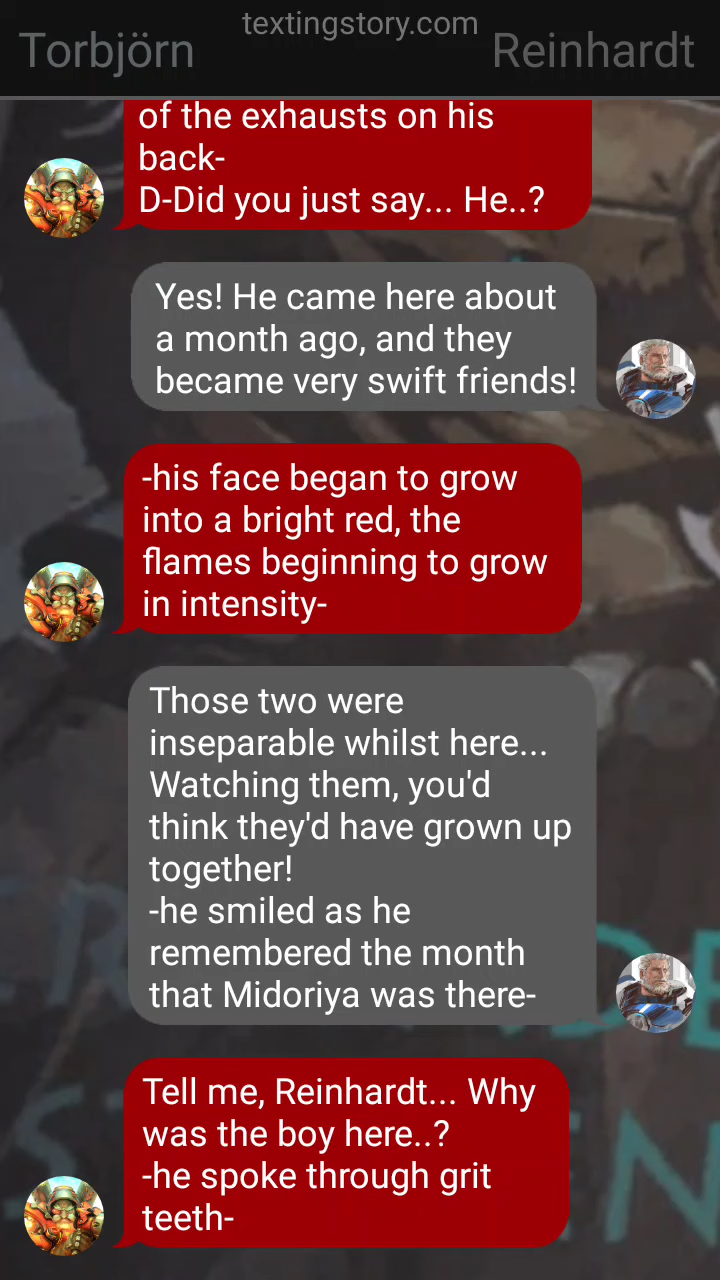 textingstory.com
Torbjörn
Reinhardt
of the exhausts on his
back-
D-Did you just say... He..?
Yes! He came here about
a month ago, and they
became very swift friends!
-his face began to grow
into a bright red, the
flames beginning to grow
in intensity-
Those two were
inseparable whilst here...
Watching them, you'd
think they'd have grown up
together!
-he smiled as he
remembered the month
that Midoriya was there-
Tell me, Reinhardt... Why
was the boy here..?
-he spoke through grit
teeth-